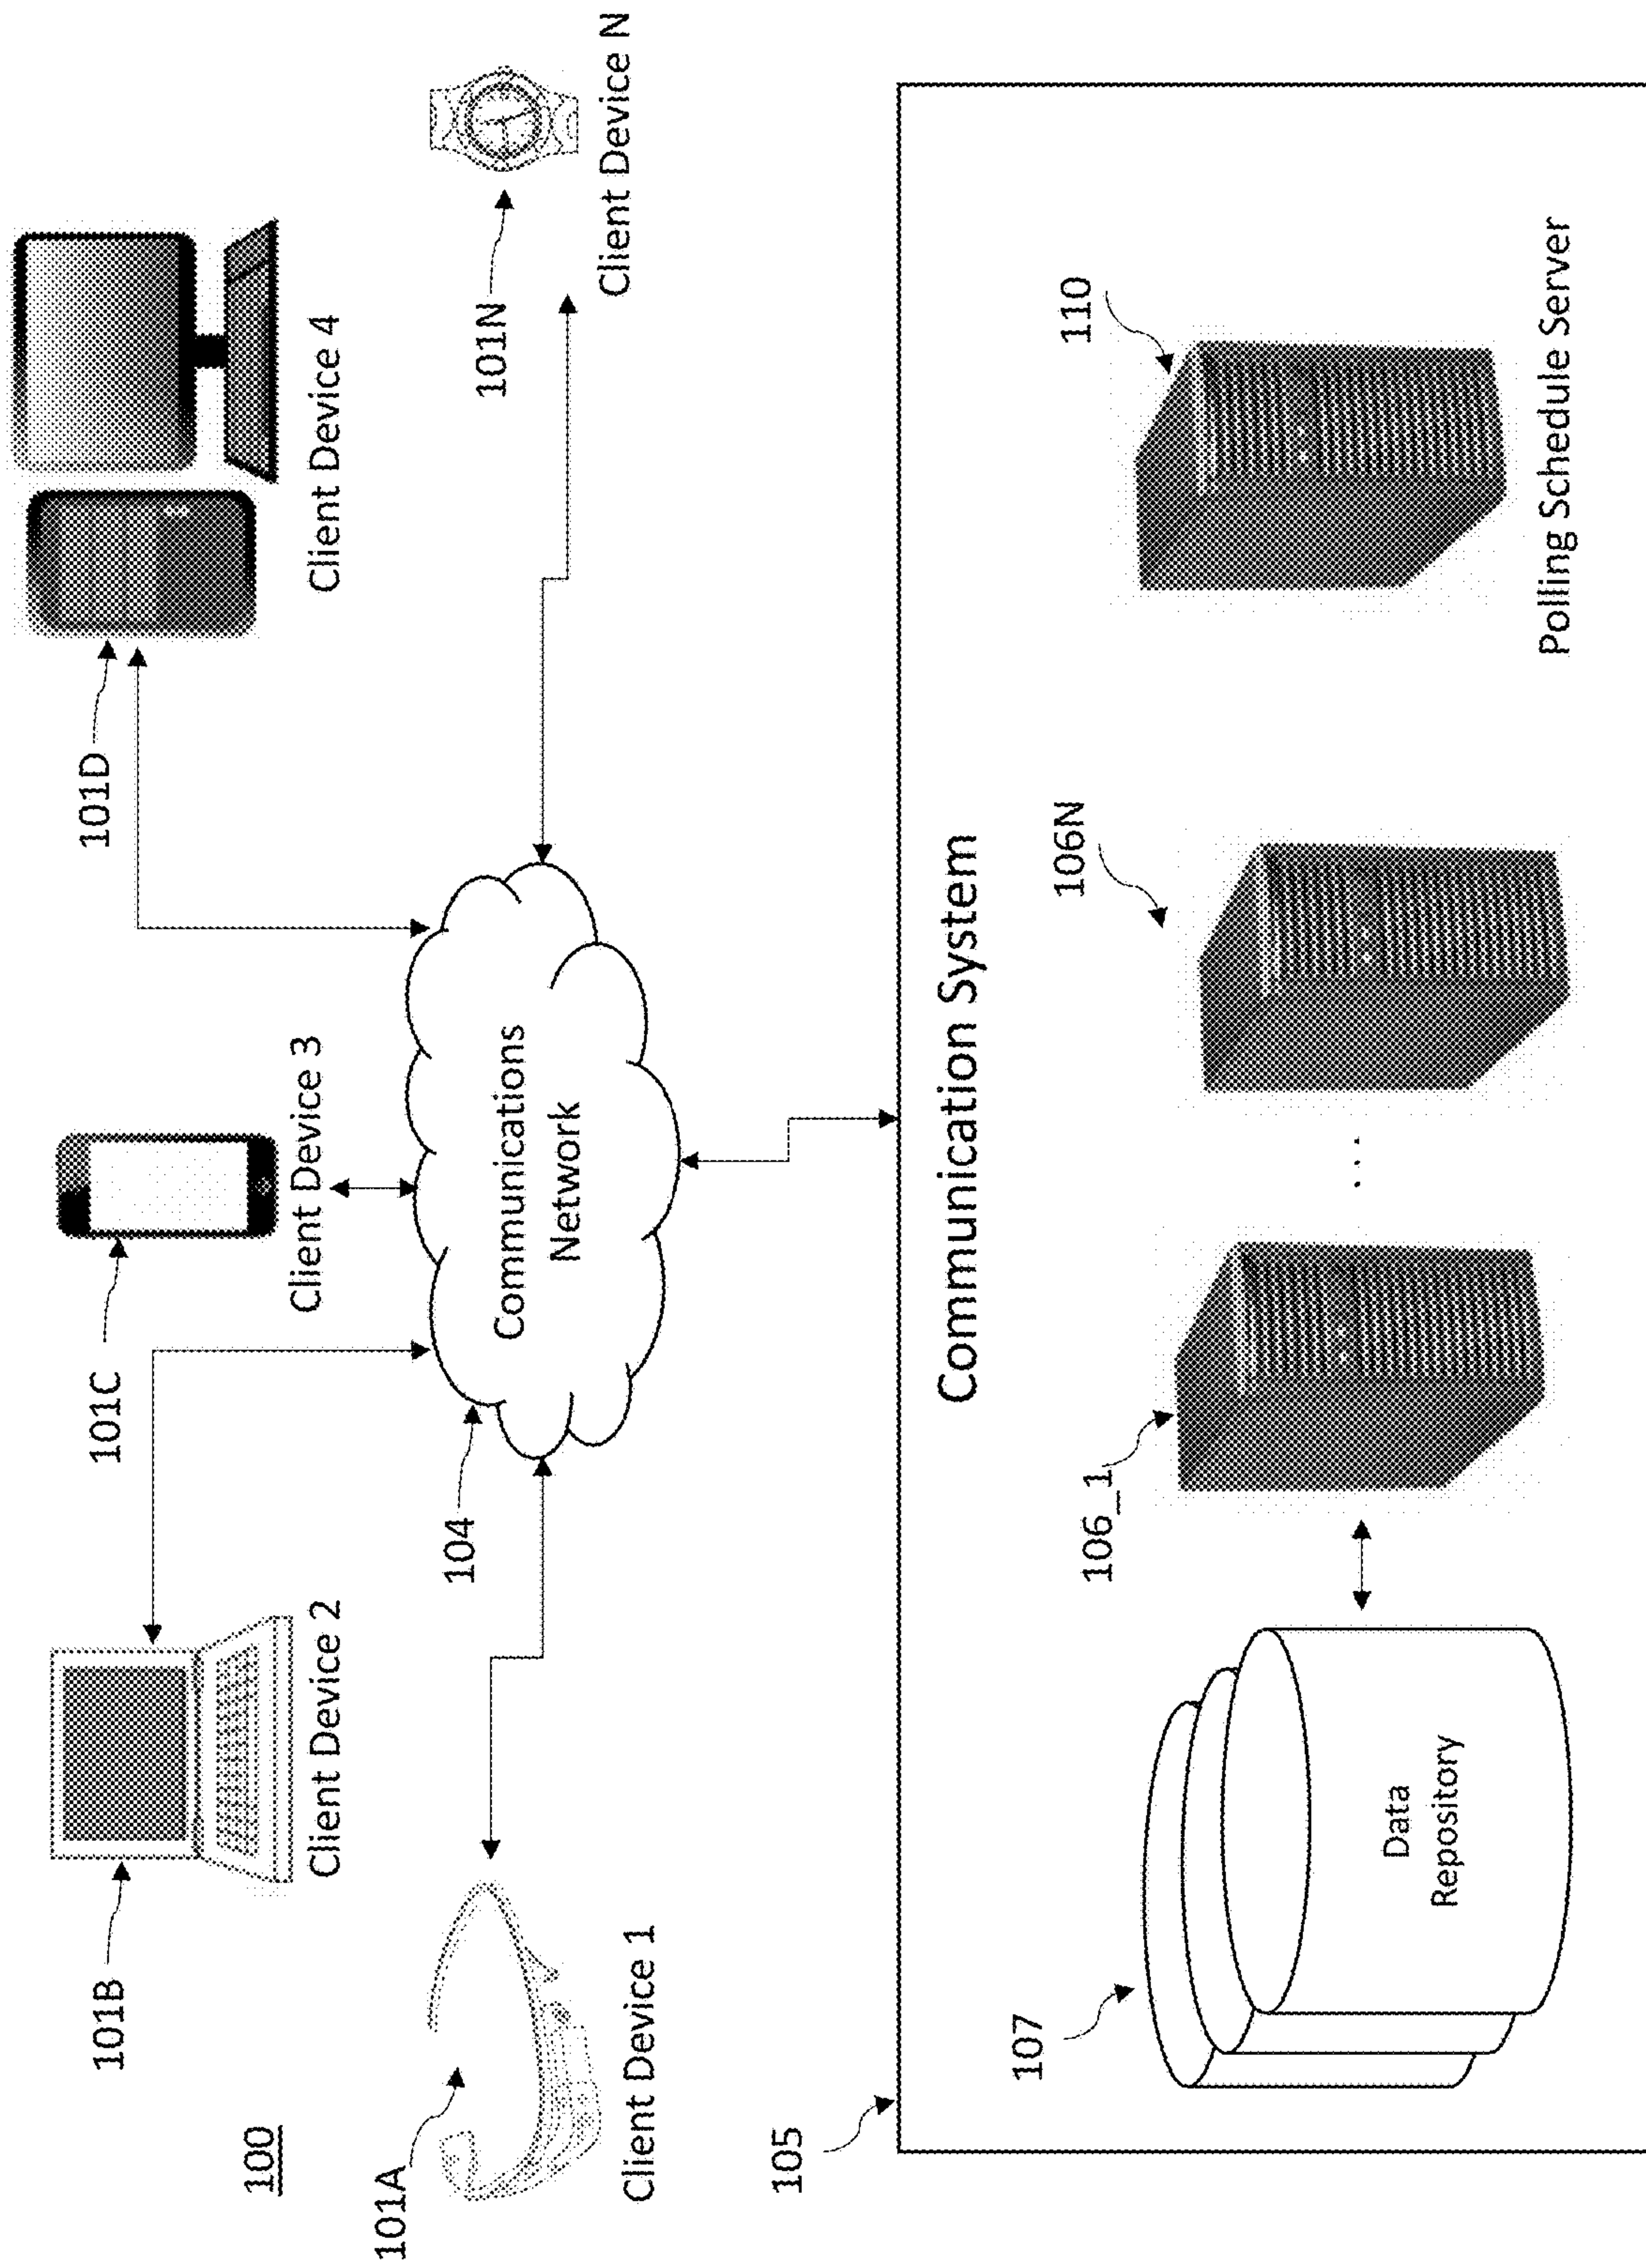 100
101A
Client Device 1
101B
Client Device 2
101C
Client Device 3
101D
Client Device 4
101N
Client Device N
104
Communications
Network
105
Communication System
107
Data
Repository
106_1
...
106N
110
Polling Schedule Server